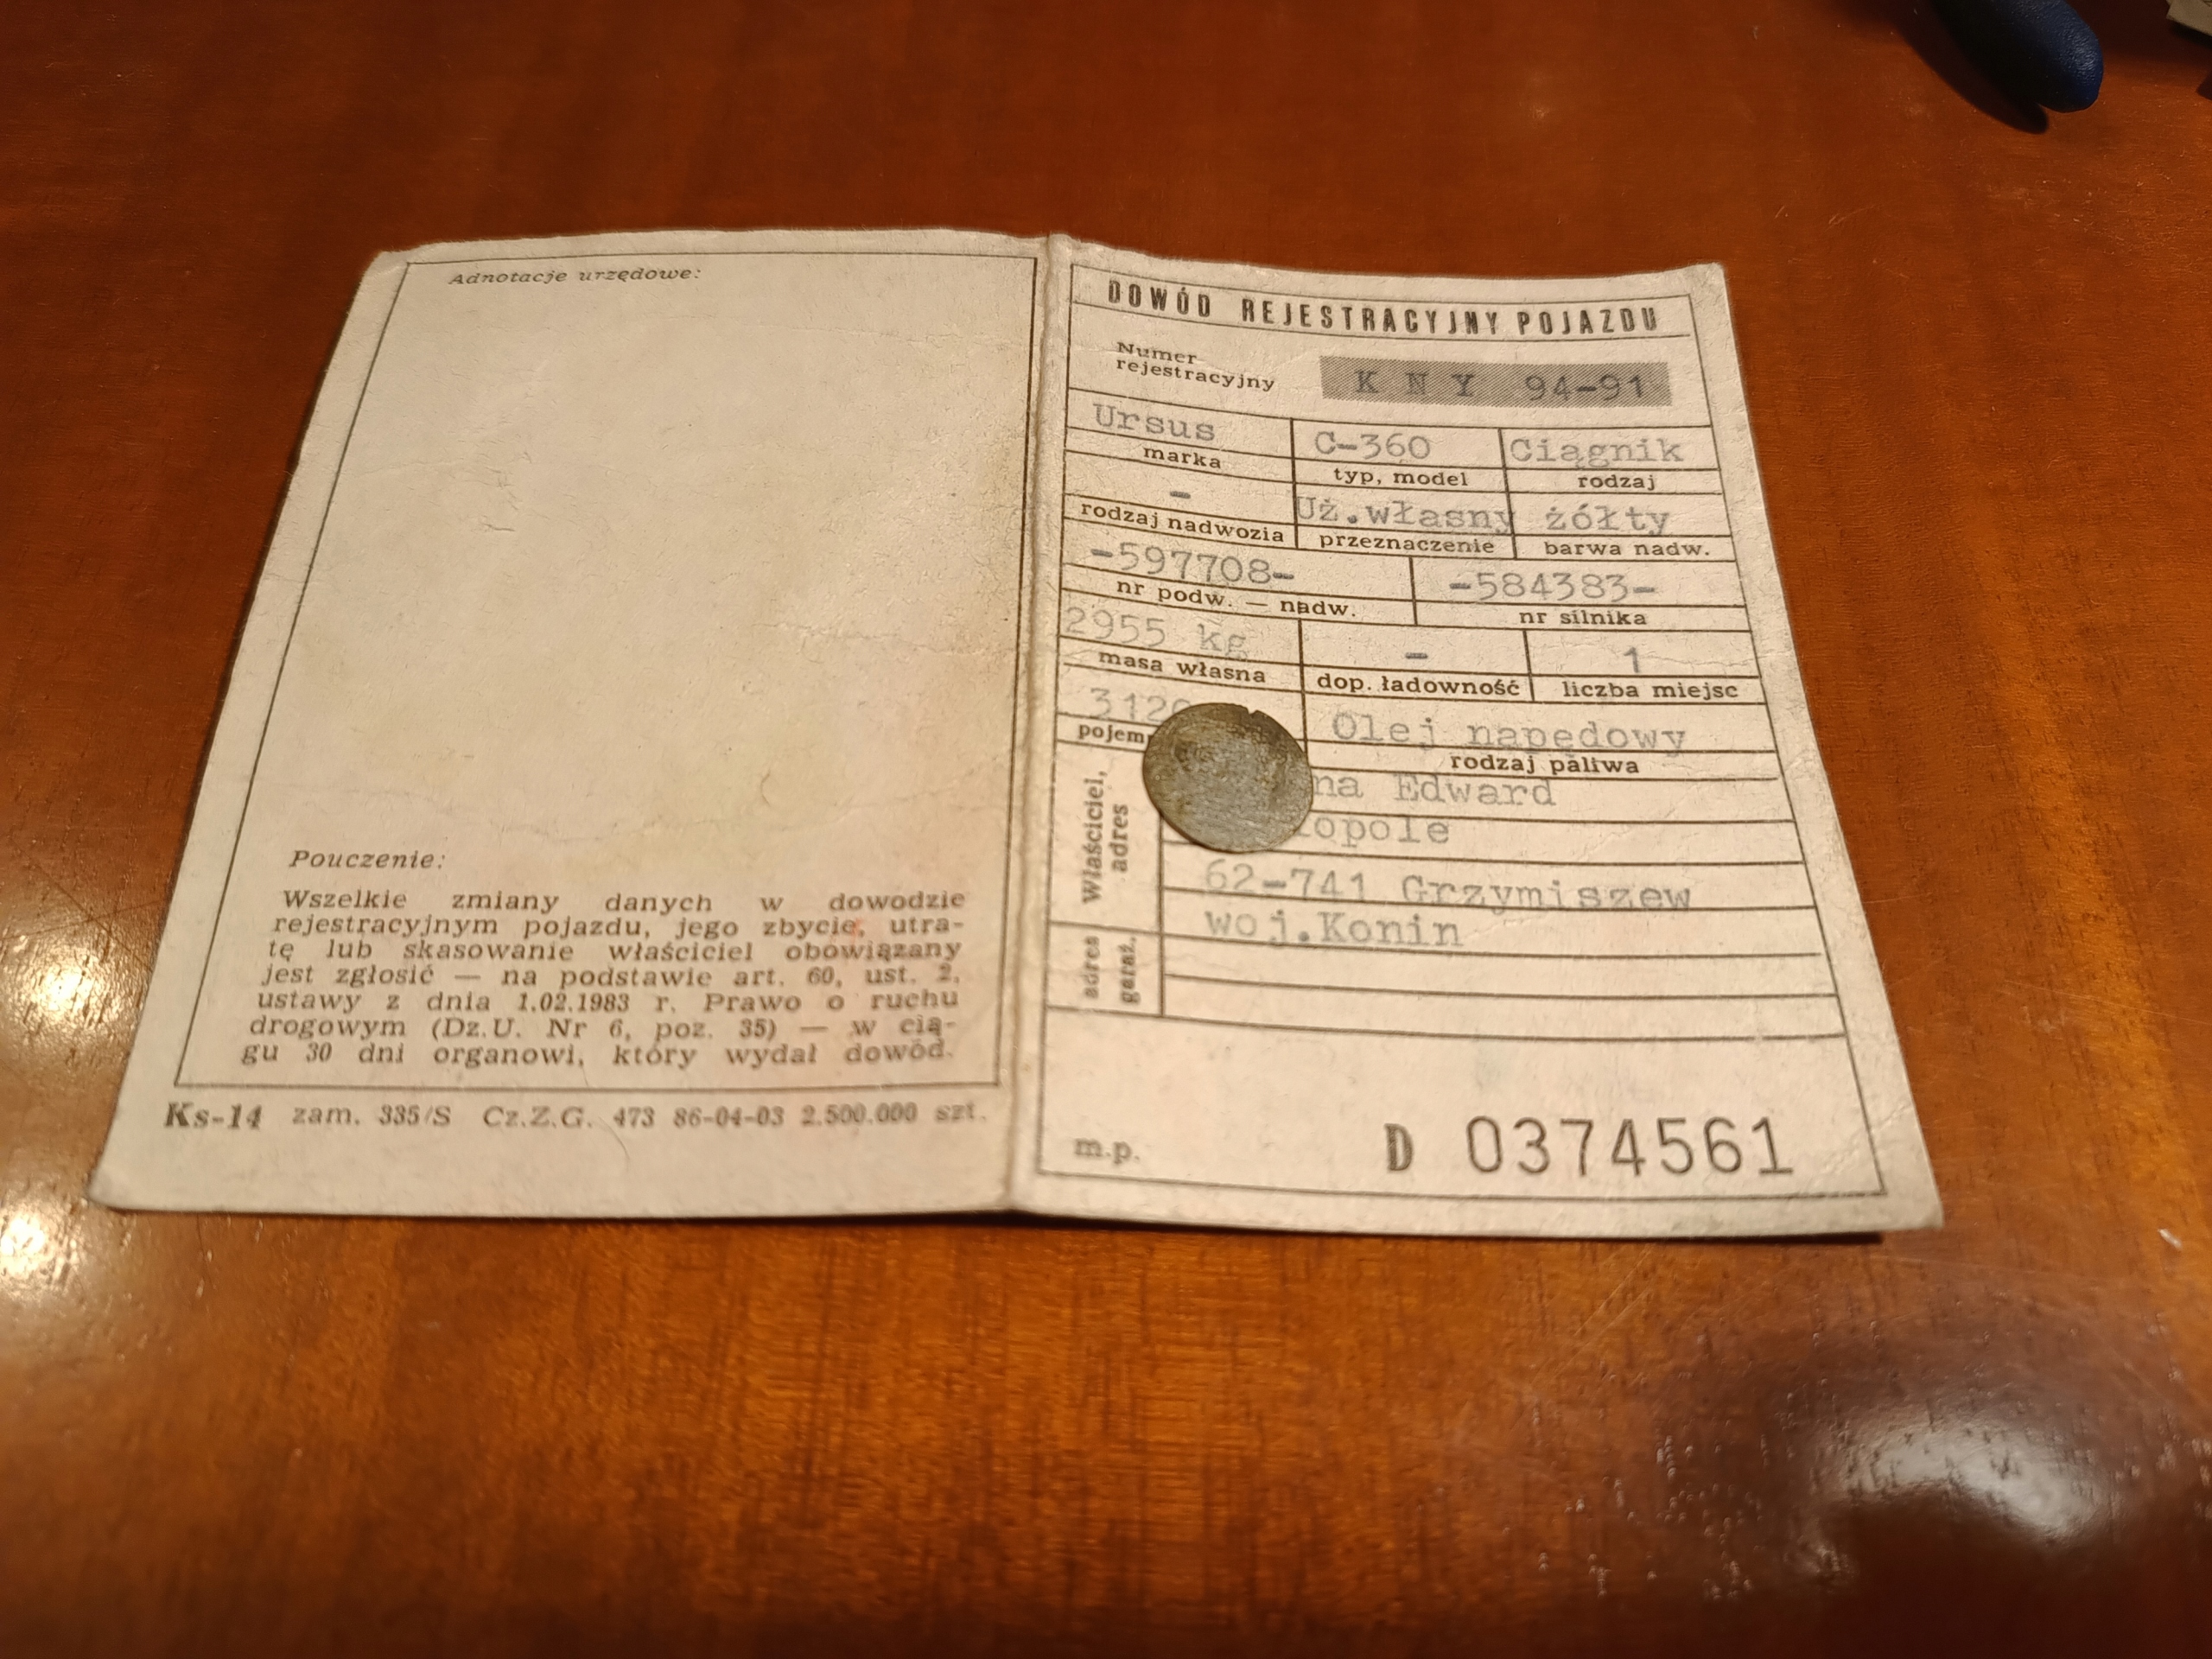 Adnotacje urzędowe:
Pouczenie:
Wszelkie zmiany danych w dowodzie
rejestracyjnym pojazdu, jego zbycie, utra-
tę lub skasowanie właściciel obowiązany
jest zgłosić — na podstawie art. 60, ust. 2,
ustawy z dnia 1.02.1983 r. Prawo o ruchu
drogowym (Dz.U. Nr 6, poz. 35) — w cią-
gu 30 dni organowi, który wydał dowód.
Ks-14 zam. 335/S Cz.Z.G. 473 86-04-03 2.500.000 szt.
DOWÓD REJESTRACYJNY POJAZDU
Numer
rejestracyjny
K N Y 94-91
Ursus C-360 Ciągnik
marka typ, model rodzaj
- Uż.własny żółty
rodzaj nadwozia przeznaczenie barwa nadw.
-597708- -584383-
nr podw. — nadw. nr silnika
2955 kg - 1
masa własna dop. ładowność liczba miejsc
312 Olej napędowy
pojem rodzaj paliwa
Właściciel,
adres
na Edward
opole
62-741 Grzymiszew
woj.Konin
adres
garaż.
m.p. D 0374561